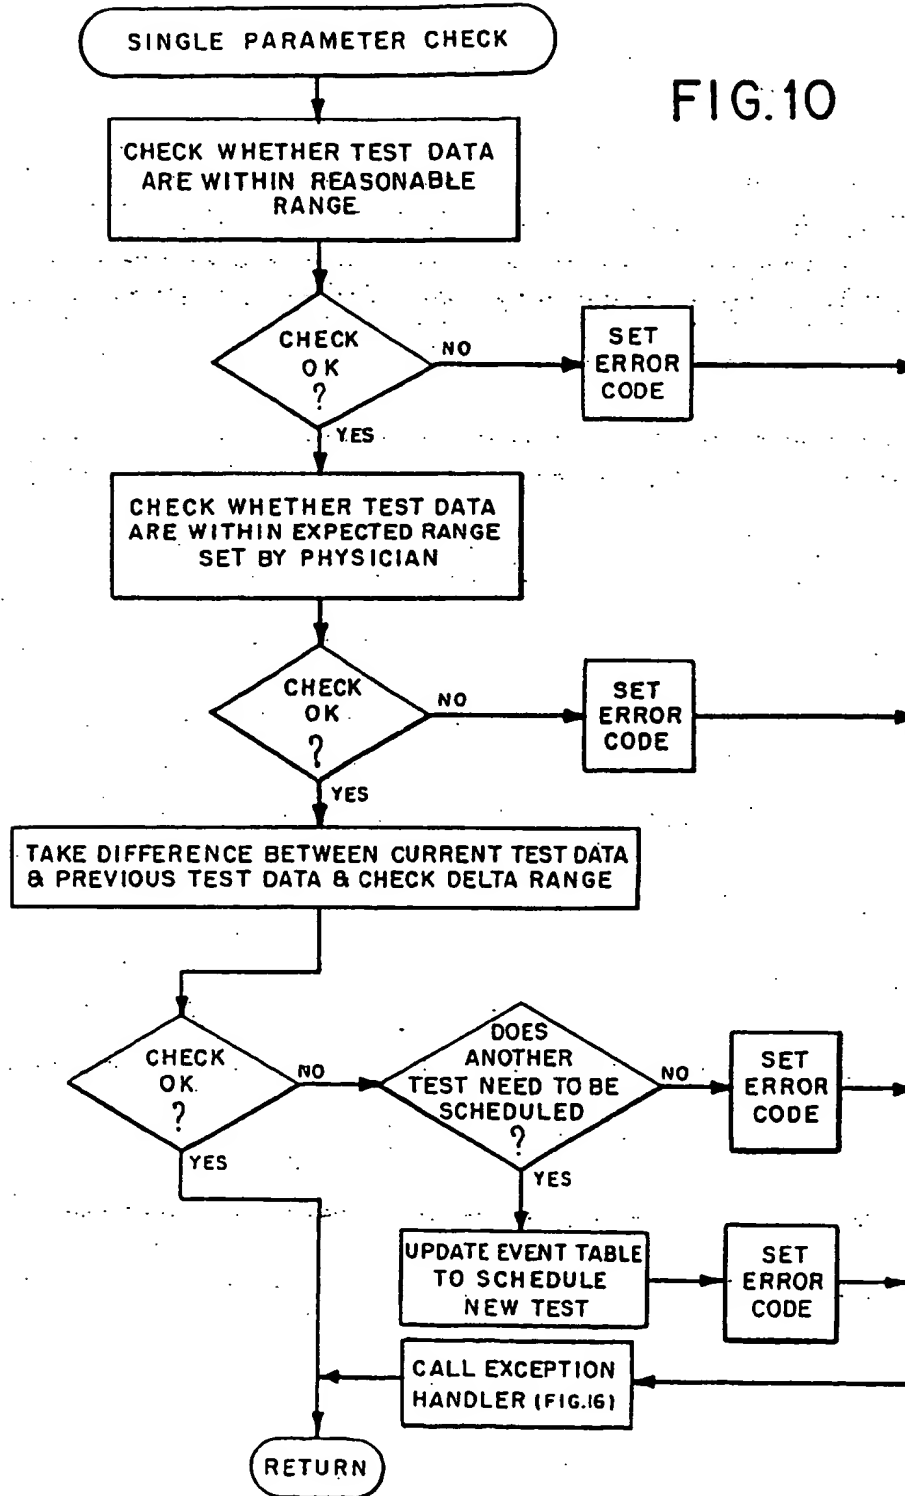 SINGLE PARAMETER CHECK
FIG.10
CHECK WHETHER TEST DATA
ARE WITHIN REASONABLE
RANGE
CHECK
OK
?
NO
SET
ERROR
CODE
YES
CHECK WHETHER TEST DATA
ARE WITHIN EXPECTED RANGE
SET BY PHYSICIAN
CHECK
OK
?
NO
SET
ERROR
CODE
YES
TAKE DIFFERENCE BETWEEN CURRENT TEST DATA
& PREVIOUS TEST DATA & CHECK DELTA RANGE
CHECK
OK
?
NO
DOES
ANOTHER
TEST NEED TO BE
SCHEDULED
?
NO
SET
ERROR
CODE
YES
YES
UPDATE EVENT TABLE
TO SCHEDULE
NEW TEST
SET
ERROR
CODE
CALL EXCEPTION
HANDLER (FIG.16)
RETURN